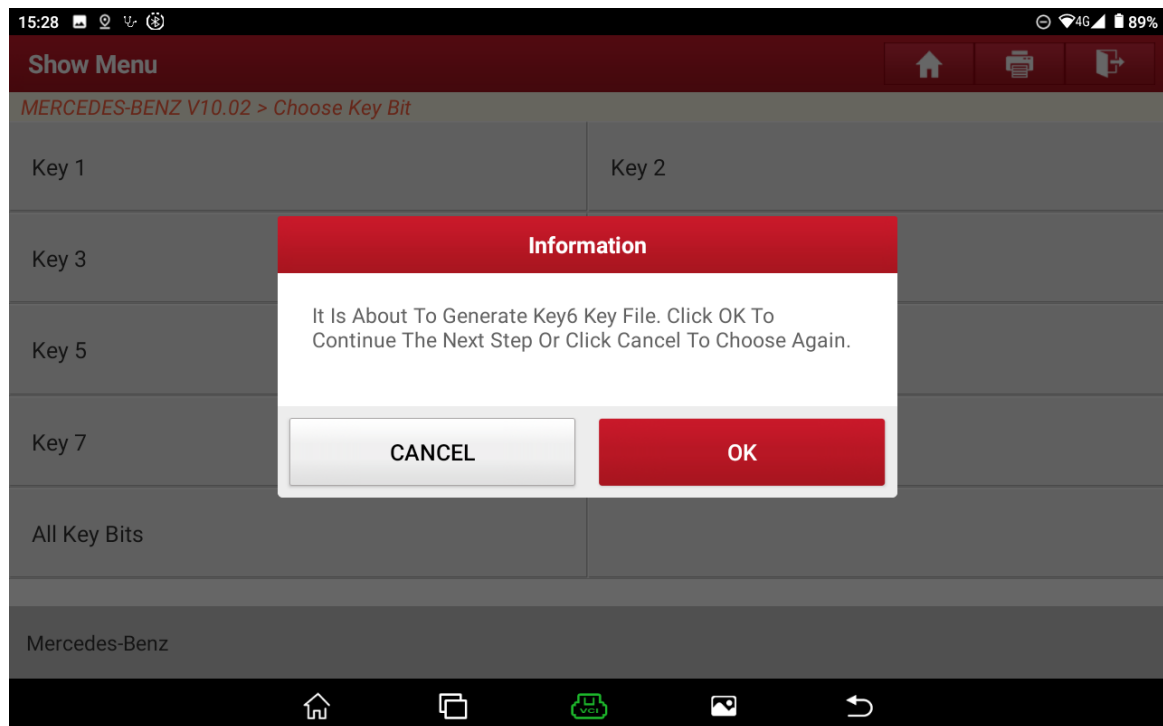 15:28 4G 89%
Show Menu
MERCEDES-BENZ V10.02 > Choose Key Bit
Key 1 Key 2
Information
Key 3
It Is About To Generate Key6 Key File. Click OK To
Continue The Next Step Or Click Cancel To Choose Again.
Key 5
Key 7
CANCEL OK
All Key Bits
Mercedes-Benz
VCI